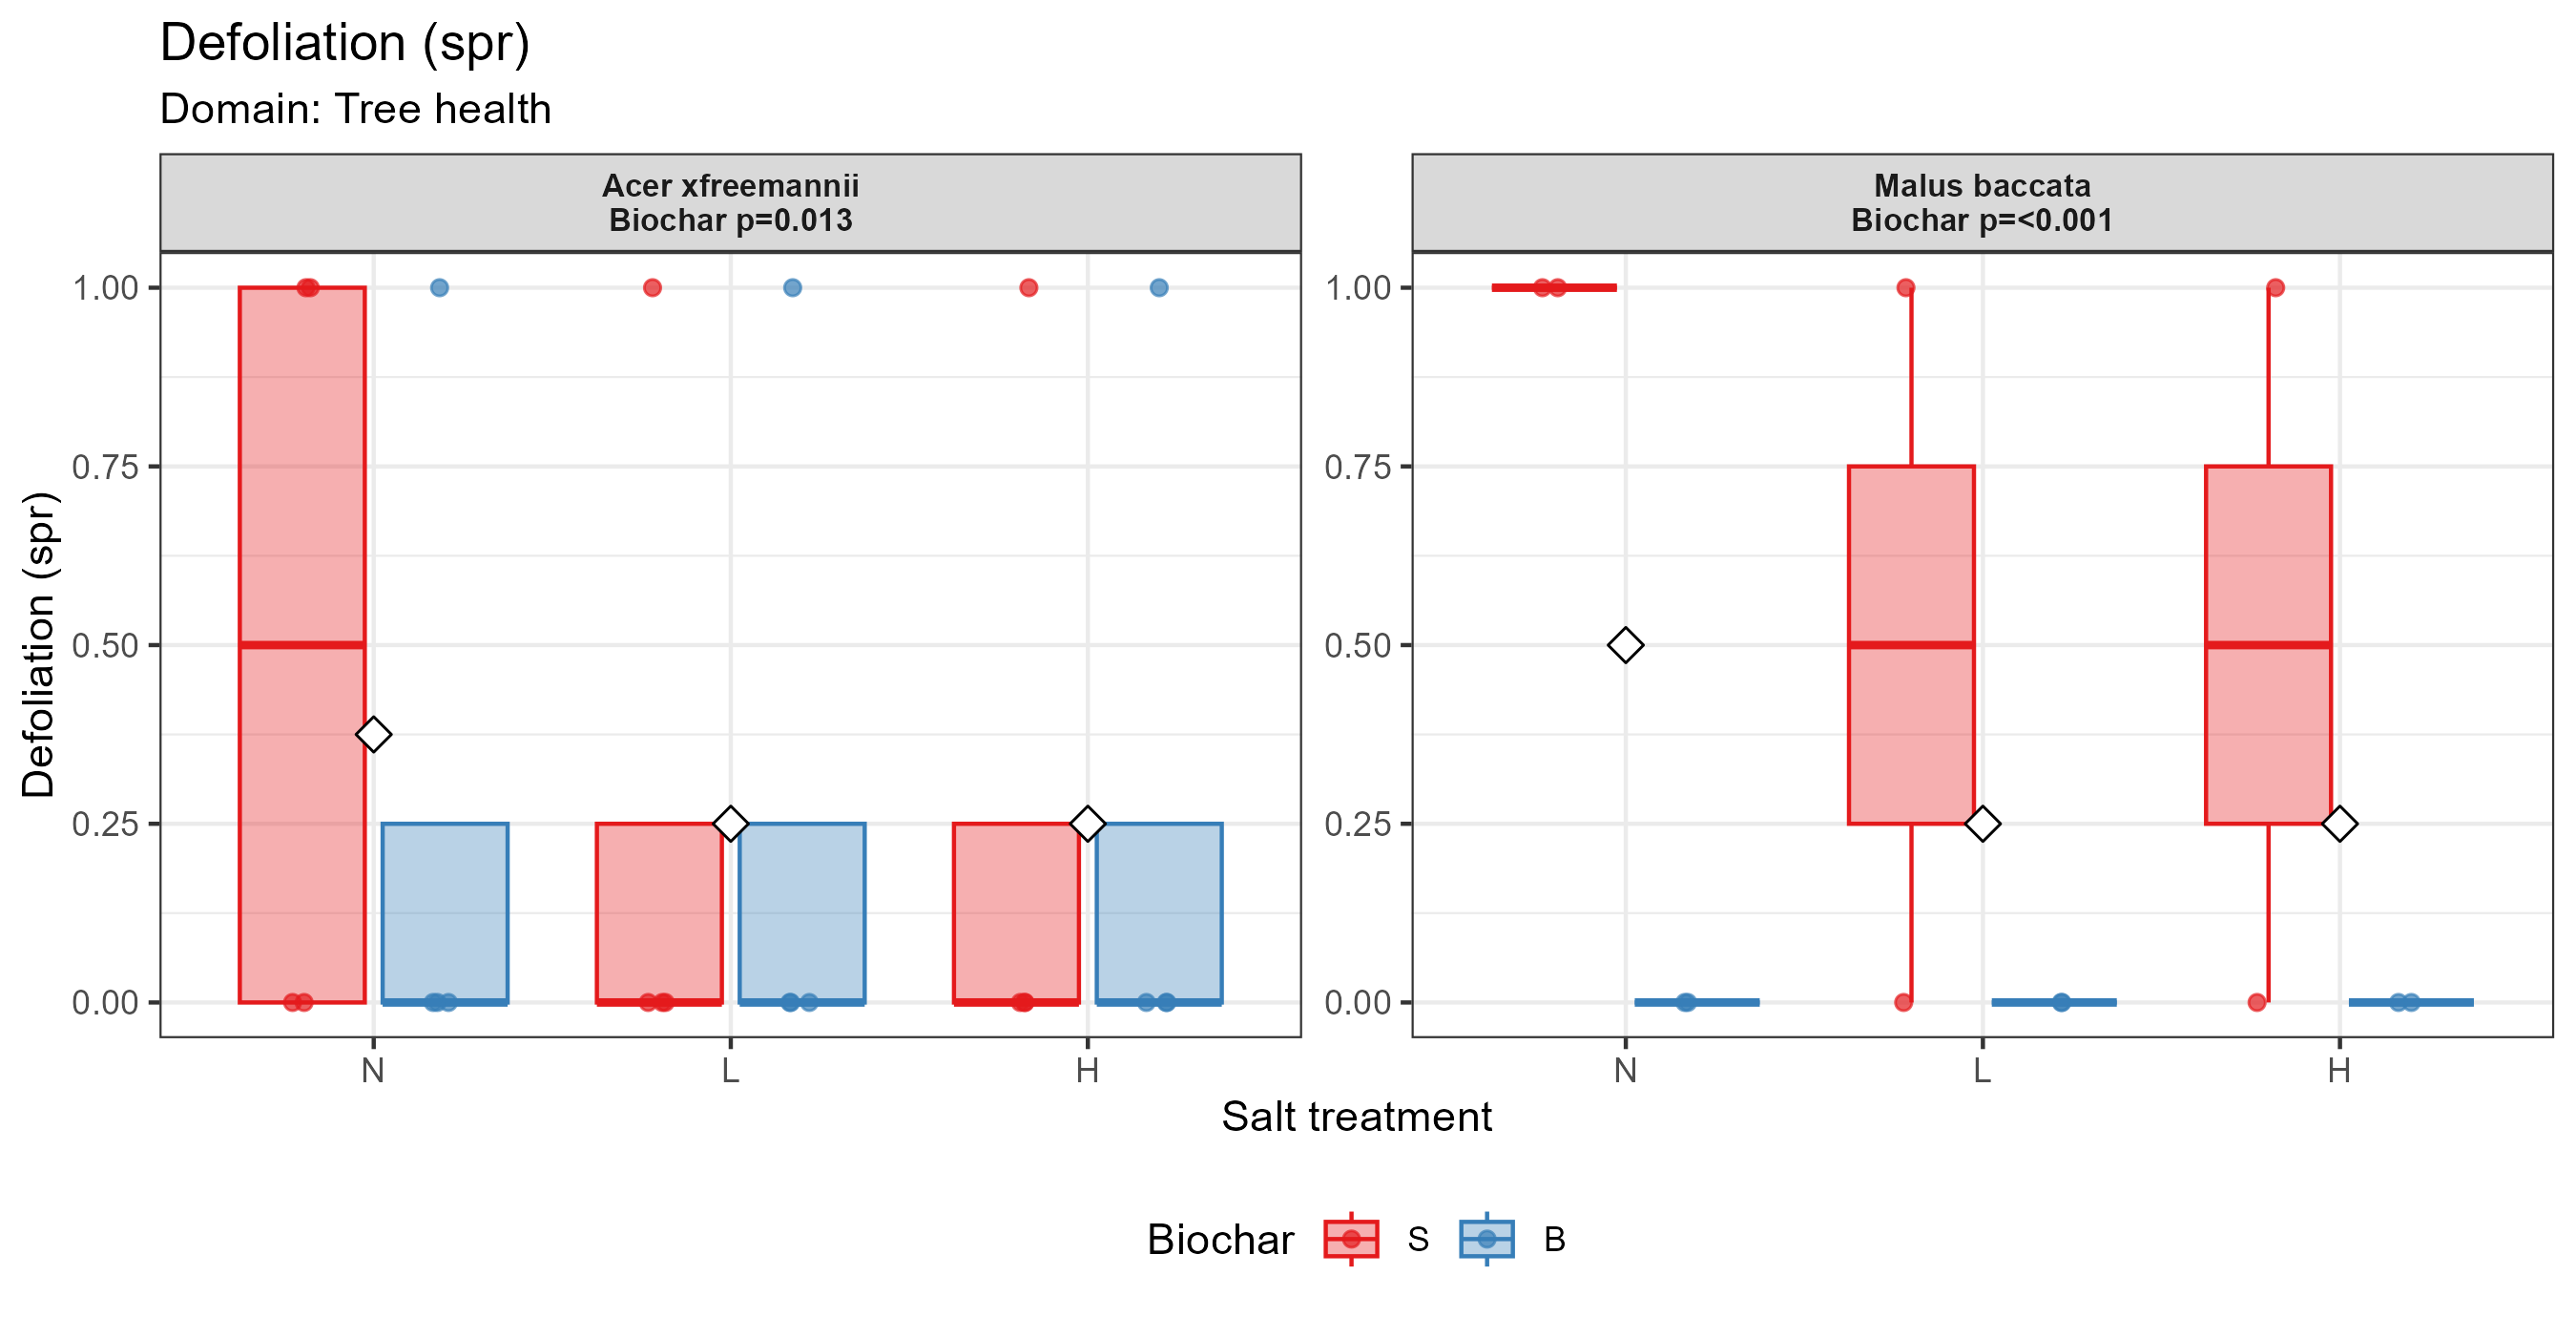 Defoliation (spr)
Domain: Tree health
Acer xfreemannii
Biochar p=0.013
Malus baccata
Biochar p=<0.001
Defoliation (spr)
1.00
0.75
0.50
0.25
0.00
1.00
0.75
0.50
0.25
0.00
N L H
N L H
Salt treatment
Biochar S B